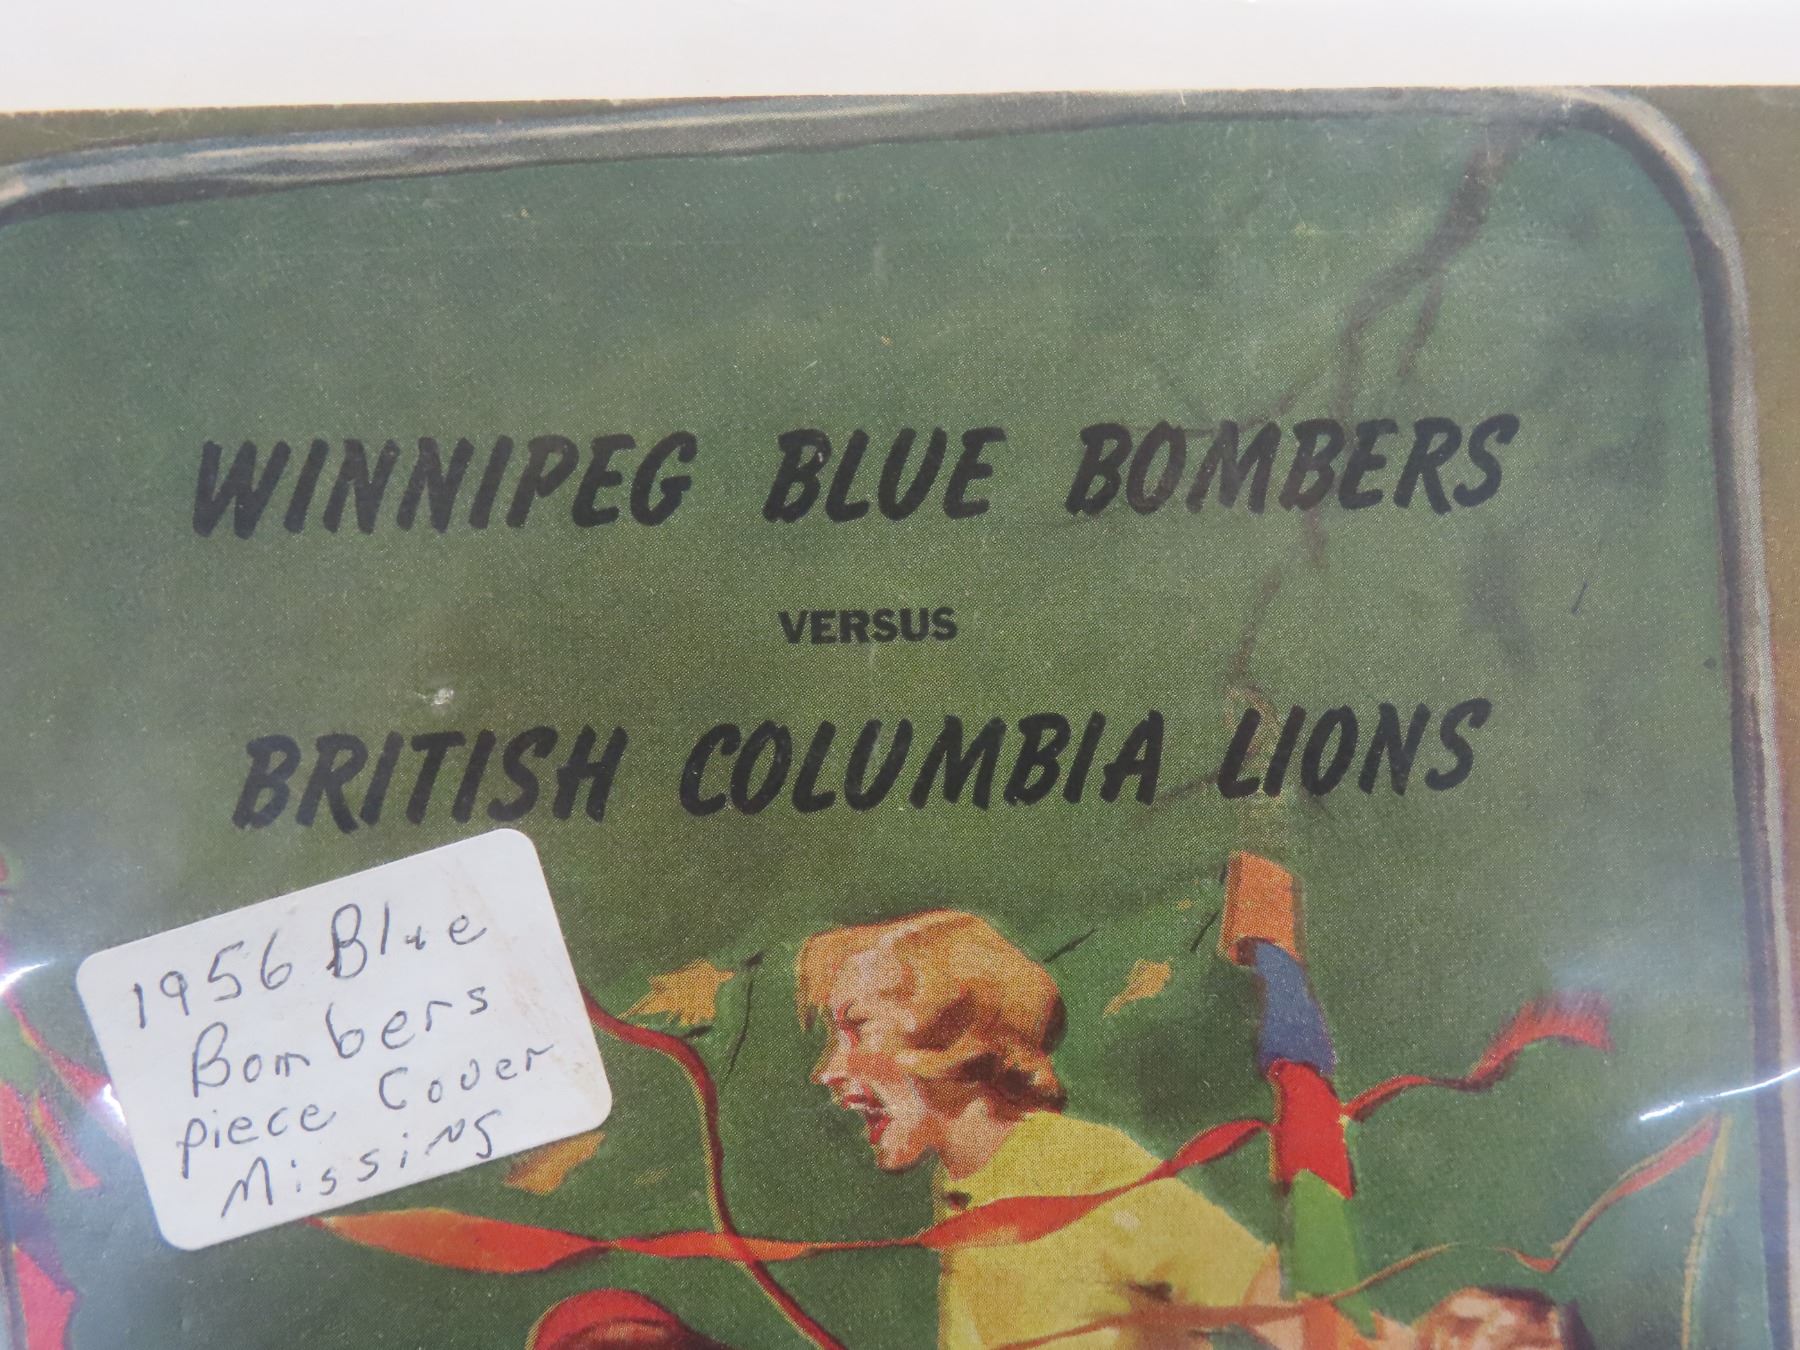 WINNIPEG BLUE BOMBERS
VERSUS
BRITISH COLUMBIA LIONS
1956 Blue
Bombers
piece Cover
Missing